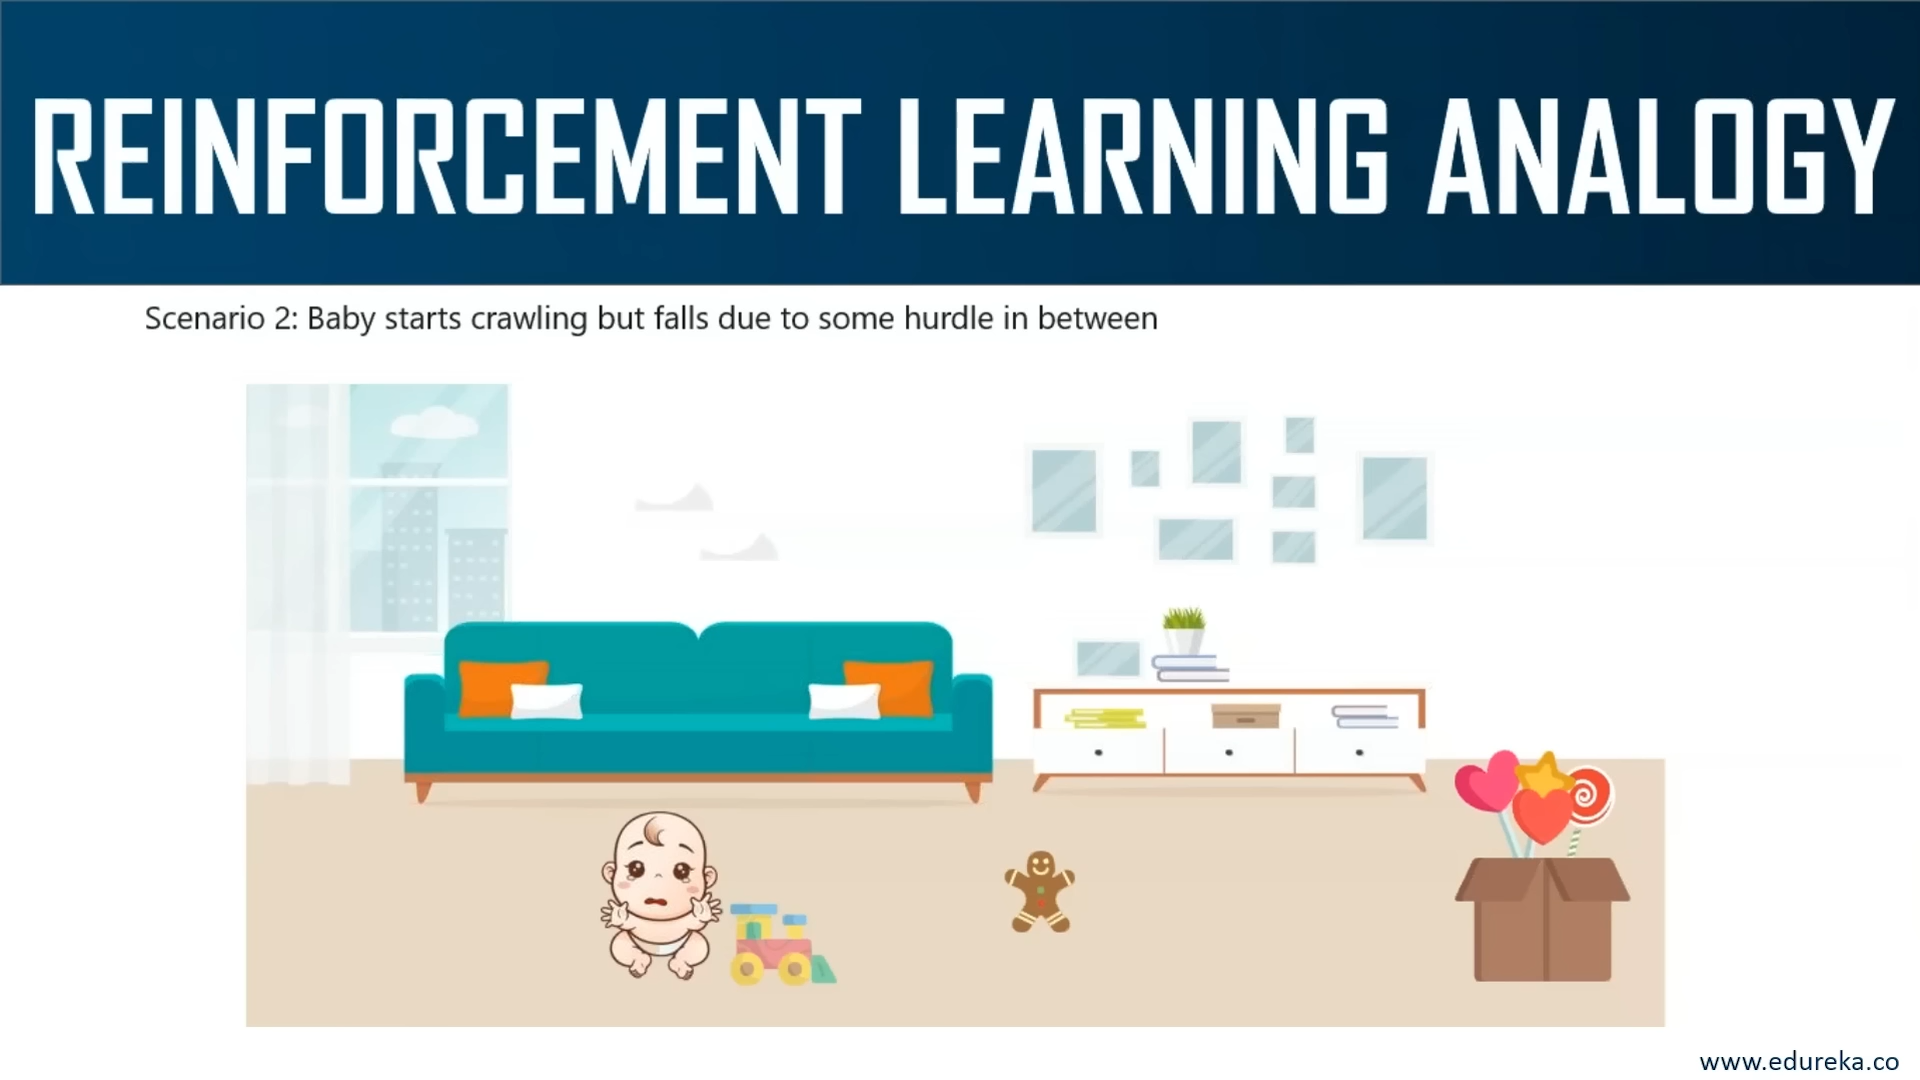 REINFORCEMENT LEARNING ANALOGY
Scenario 2: Baby starts crawling but falls due to some hurdle in between
www.edureka.co